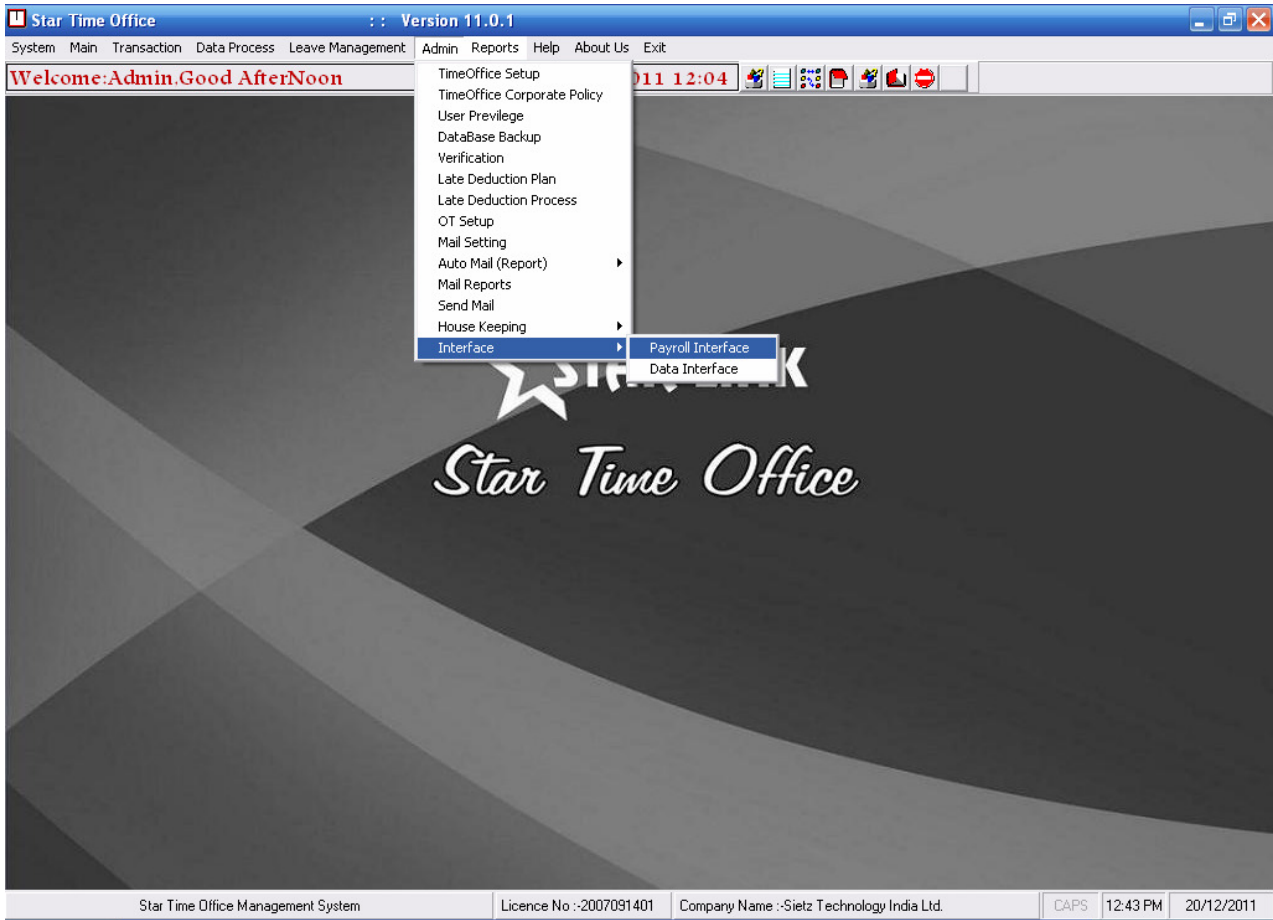 Star Time Office : : Version 11.0.1
System Main Transaction Data Process Leave Management Admin Reports Help About Us Exit
Welcome:Admin.Good AfterNoon 011 12:04
TimeOffice Setup
TimeOffice Corporate Policy
User Previlege
DataBase Backup
Verification
Late Deduction Plan
Late Deduction Process
OT Setup
Mail Setting
Auto Mail (Report)
Mail Reports
Send Mail
House Keeping
Interface
Payroll Interface
Data Interface
Star Time Office
Star Time Office Management System Licence No :-2007091401 Company Name :-Sietz Technology India Ltd. CAPS 12:43 PM 20/12/2011